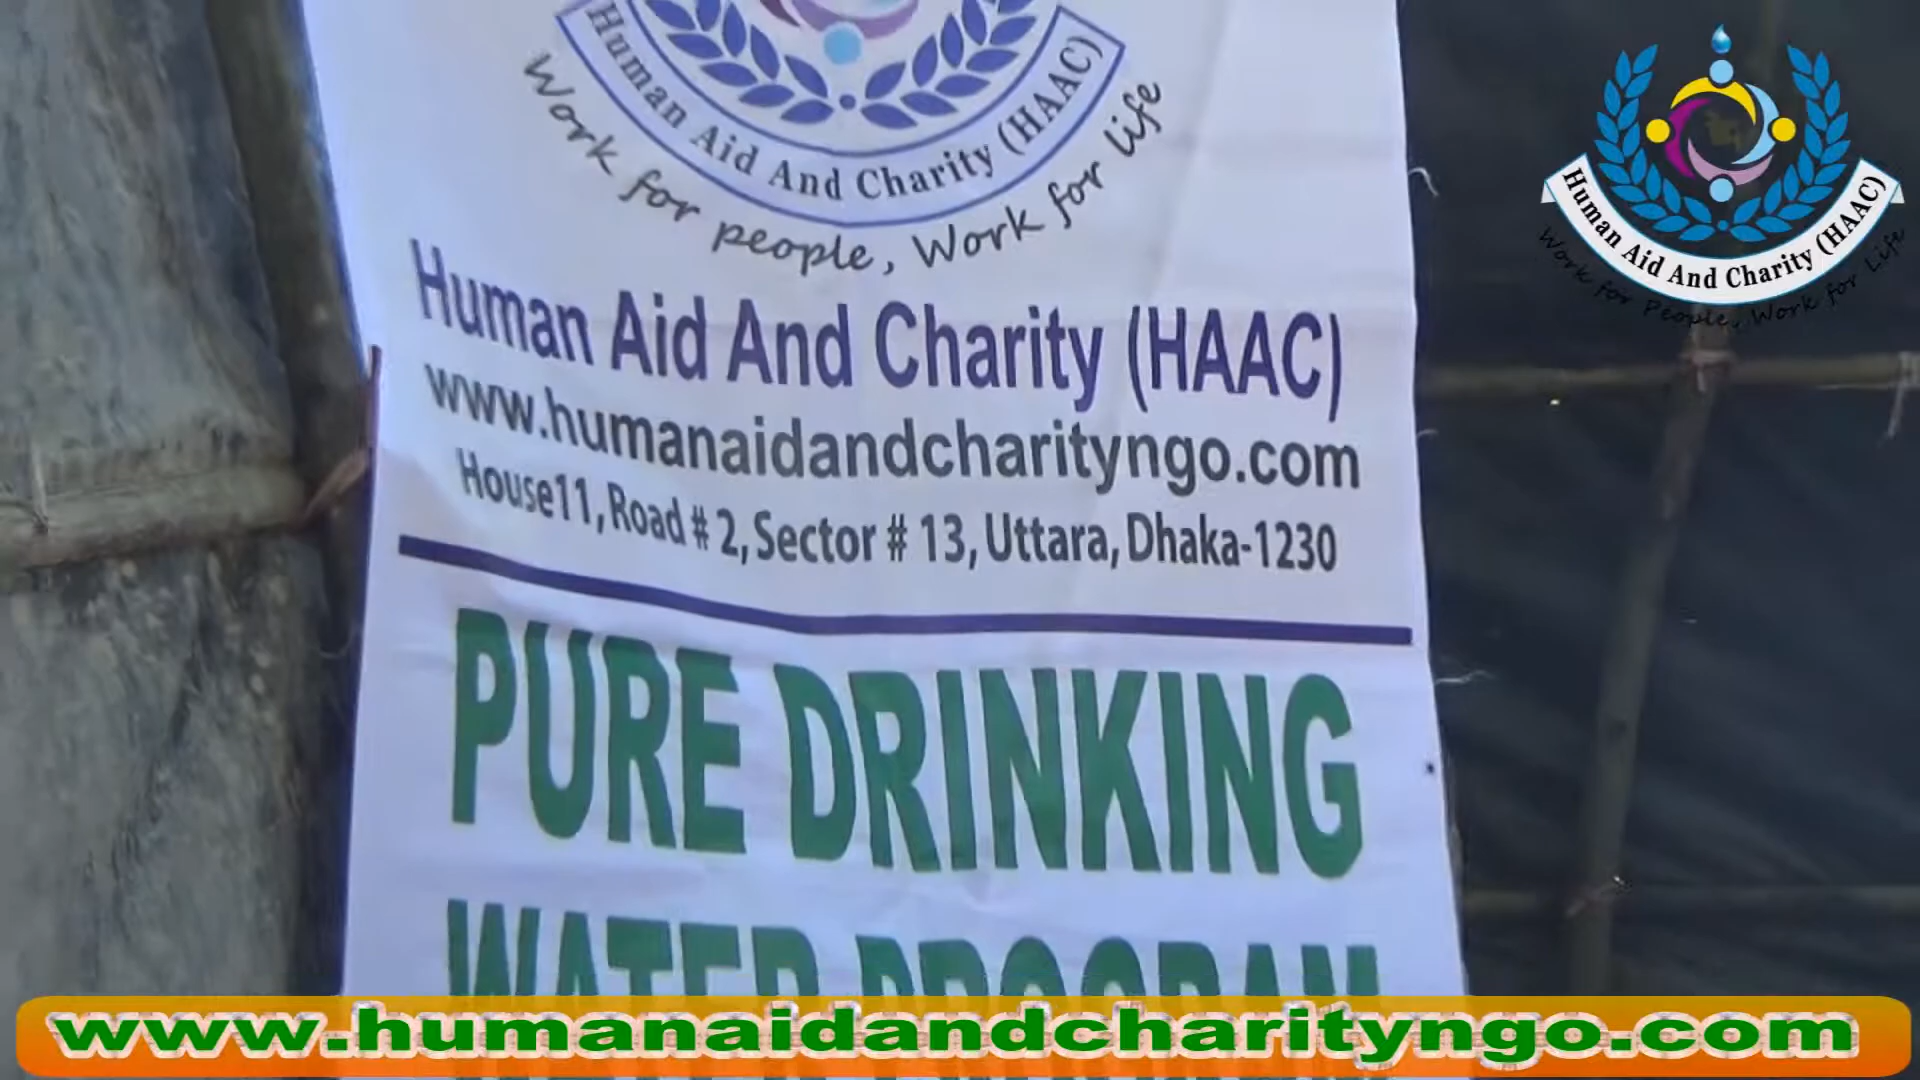 Human Aid And Charity (HAAC)
Work for people, Work for life
Human Aid And Charity (HAAC)
www.humanaidandcharityngo.com
House11, Road # 2, Sector # 13, Uttara, Dhaka-1230
PURE DRINKING
WATER PROGRAM
Human Aid And Charity (HAAC)
Work for People, Work for Life
www.humanaidandcharityngo.com